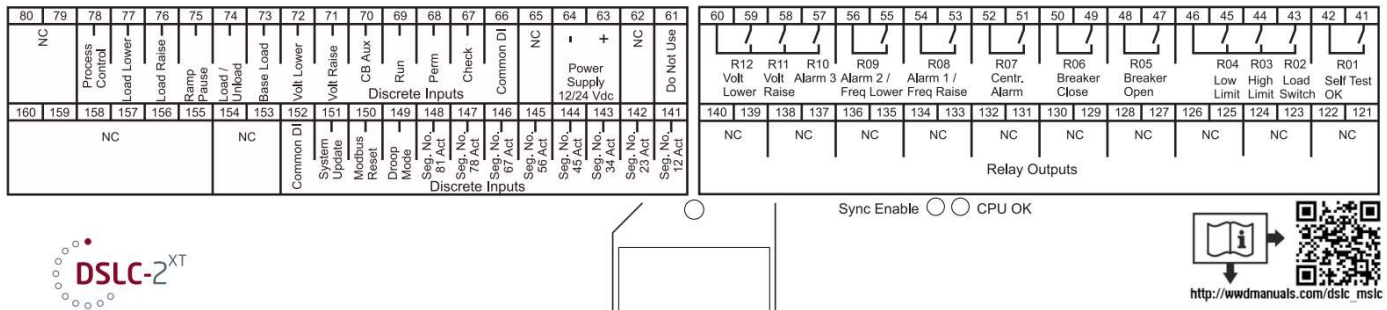 80 79 78 77 76 75 74 73 72 71 70 69 68 67 66 65 64 63 62 61
NC
Process Control
Load Lower
Load Raise
Ramp Pause
Load / Unload
Base Load
Volt Lower
Volt Raise
CB Aux
Run
Perm
Check
Common DI
NC
- +
NC
Do Not Use
Discrete Inputs
Power
Supply
12/24 Vdc
160 159 158 157 156 155 154 153 152 151 150 149 148 147 146 145 144 143 142 141
NC
NC
Common DI
System Update
Modbus Reset
Droop Mode
Seg. No. 81 Act
Seg. No. 78 Act
Seg. No. 67 Act
Seg. No. 56 Act
Seg. No. 45 Act
Seg. No. 34 Act
Seg. No. 23 Act
Seg. No. 12 Act
Discrete Inputs
60 59 58 57 56 55 54 53 52 51 50 49 48 47 46 45 44 43 42 41
R12 Volt Lower
R11 Volt Raise
R10 Alarm 3
R09 Alarm 2 / Freq Lower
R08 Alarm 1 / Freq Raise
R07 Centr. Alarm
R06 Breaker Close
R05 Breaker Open
R04 Low Limit
R03 High Limit
R02 Load Switch
R01 Self Test OK
140 139 138 137 136 135 134 133 132 131 130 129 128 127 126 125 124 123 122 121
NC NC NC NC NC NC NC NC NC NC
Relay Outputs
Sync Enable CPU OK
DSLC-2XT
i
http://wwdmanuals.com/dslc_mslc